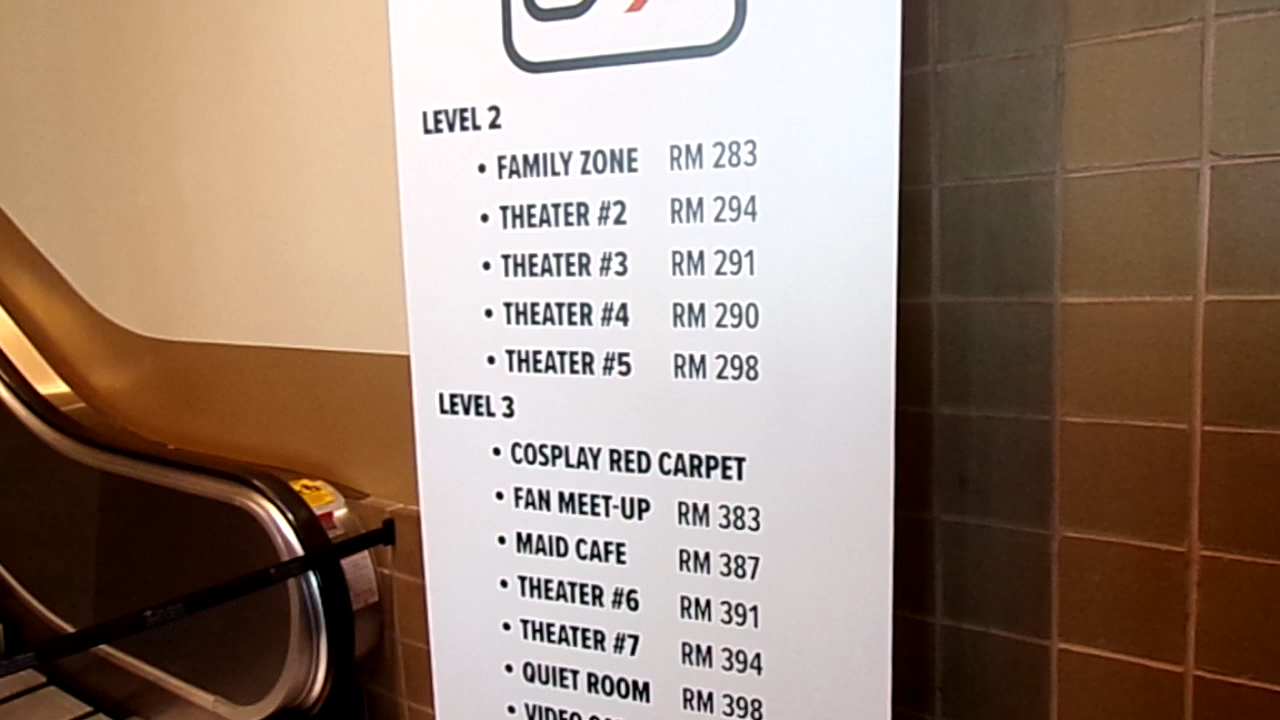 LEVEL 2
• FAMILY ZONE RM 283
• THEATER #2 RM 294
• THEATER #3 RM 291
• THEATER #4 RM 290
• THEATER #5 RM 298
LEVEL 3
• COSPLAY RED CARPET
• FAN MEET-UP RM 383
• MAID CAFE RM 387
• THEATER #6 RM 391
• THEATER #7 RM 394
• QUIET ROOM RM 398
• VIDEO